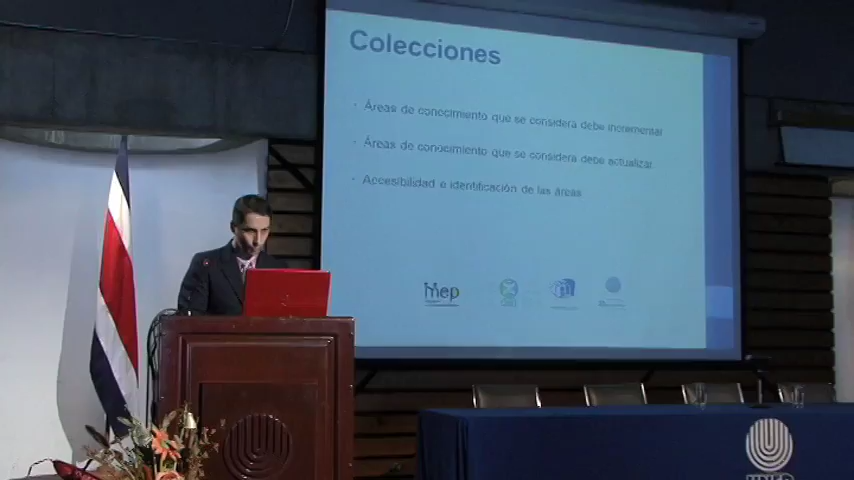 Colecciones
· Áreas de conocimiento que se considera debe incrementar
· Áreas de conocimiento que se considera debe actualizar
· Accesibilidad e identificación de las áreas
mep
UNED